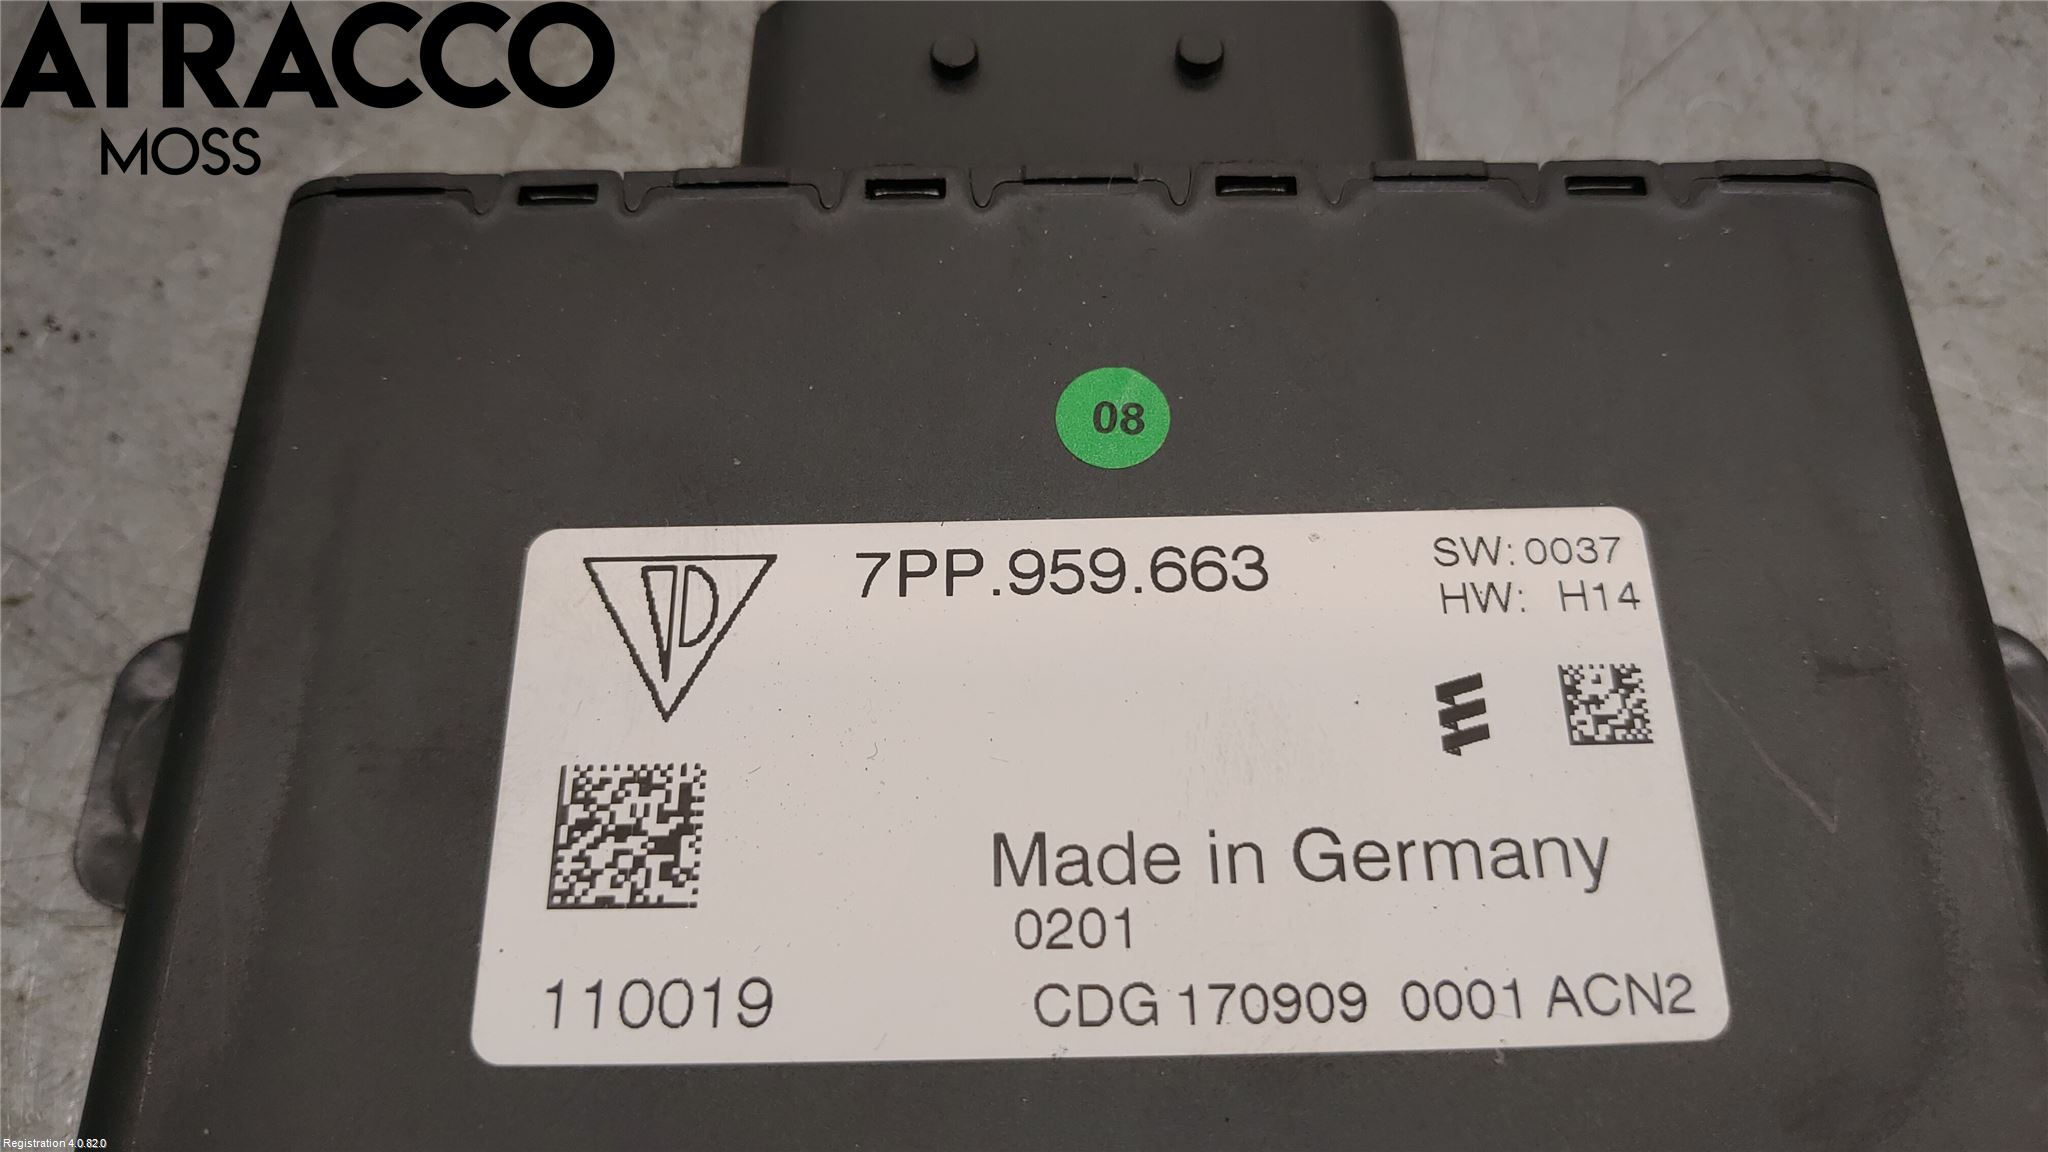 ATRACCO
MOSS
08
7PP.959.663
SW: 0037
HW: H14
Made in Germany
0201
110019
CDG 170909 0001 ACN2
Registration 4.0.82.0